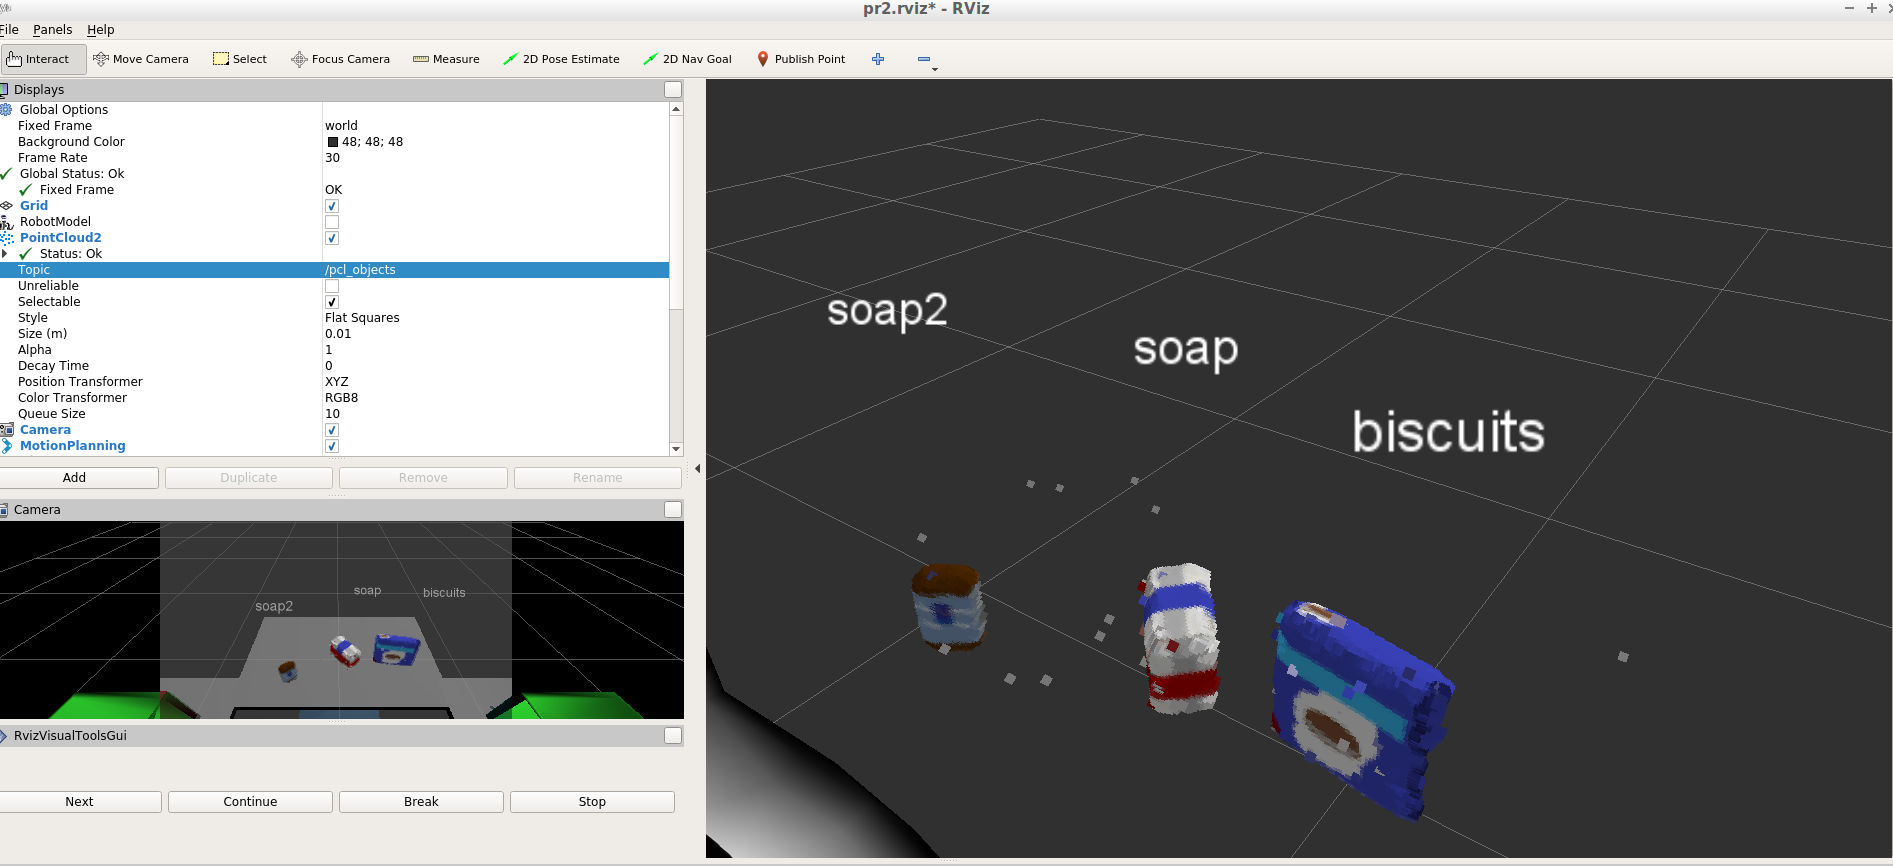 pr2.rviz* - RViz
File Panels Help
Interact Move Camera Select Focus Camera Measure 2D Pose Estimate 2D Nav Goal Publish Point
Displays
Global Options
Fixed Frame world
Background Color 48; 48; 48
Frame Rate 30
Global Status: Ok
Fixed Frame OK
Grid
RobotModel
PointCloud2
Status: Ok
Topic /pcl_objects
Unreliable
Selectable
Style Flat Squares
Size (m) 0.01
Alpha 1
Decay Time 0
Position Transformer XYZ
Color Transformer RGB8
Queue Size 10
Camera
MotionPlanning
Add Duplicate Remove Rename
Camera
soap biscuits
soap2
RvizVisualToolsGui
Next Continue Break Stop
soap2
soap
biscuits